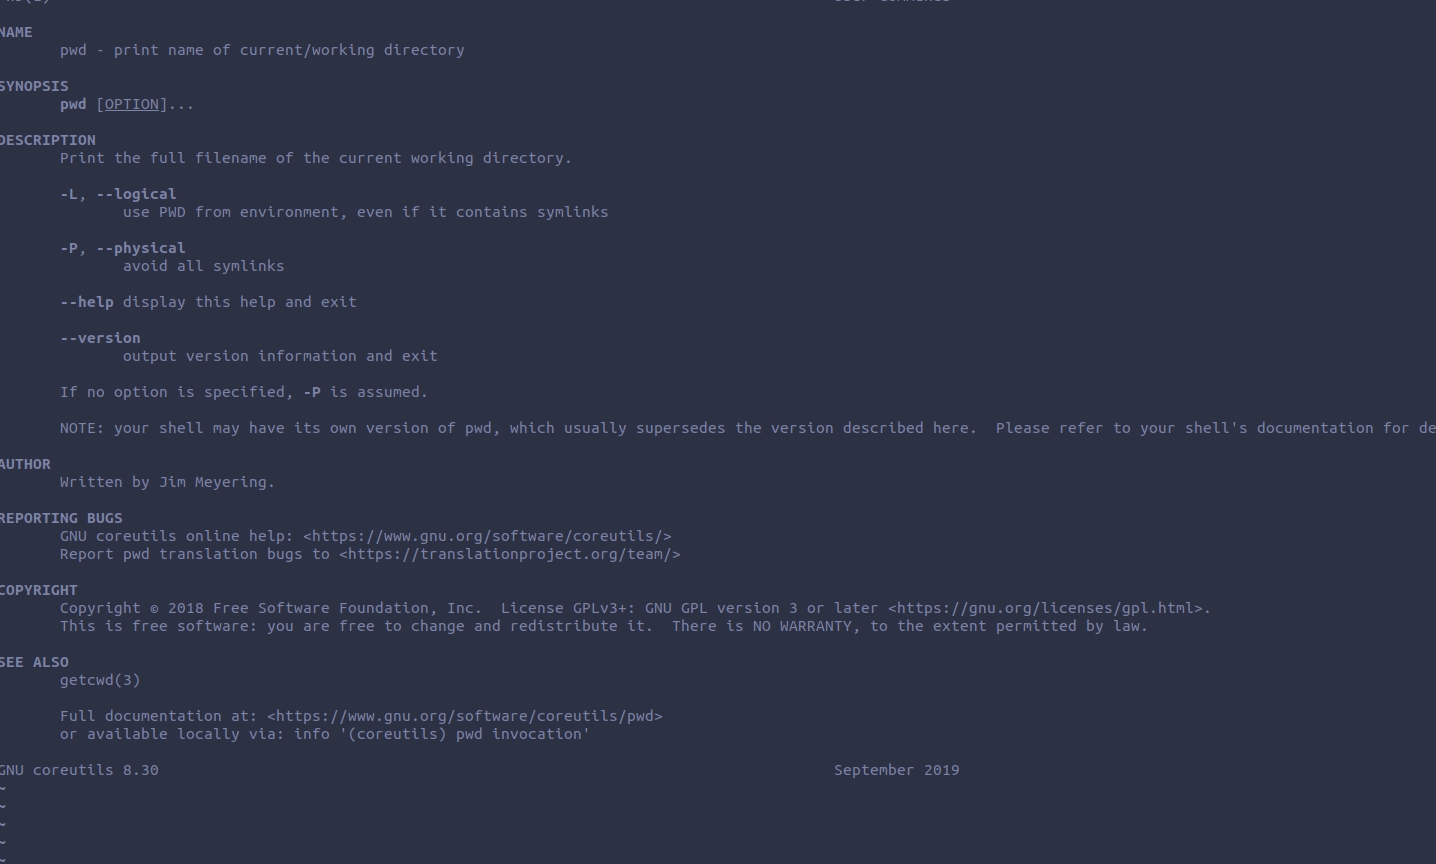 NAME
pwd - print name of current/working directory
SYNOPSIS
pwd [OPTION]...
DESCRIPTION
Print the full filename of the current working directory.
-L, --logical
use PWD from environment, even if it contains symlinks
-P, --physical
avoid all symlinks
--help display this help and exit
--version
output version information and exit
If no option is specified, -P is assumed.
NOTE: your shell may have its own version of pwd, which usually supersedes the version described here.  Please refer to your shell's documentation for de
AUTHOR
Written by Jim Meyering.
REPORTING BUGS
GNU coreutils online help: <https://www.gnu.org/software/coreutils/>
Report pwd translation bugs to <https://translationproject.org/team/>
COPYRIGHT
Copyright © 2018 Free Software Foundation, Inc.  License GPLv3+: GNU GPL version 3 or later <https://gnu.org/licenses/gpl.html>.
This is free software: you are free to change and redistribute it.  There is NO WARRANTY, to the extent permitted by law.
SEE ALSO
getcwd(3)
Full documentation at: <https://www.gnu.org/software/coreutils/pwd>
or available locally via: info '(coreutils) pwd invocation'
GNU coreutils 8.30 September 2019
~
~
~
~
~